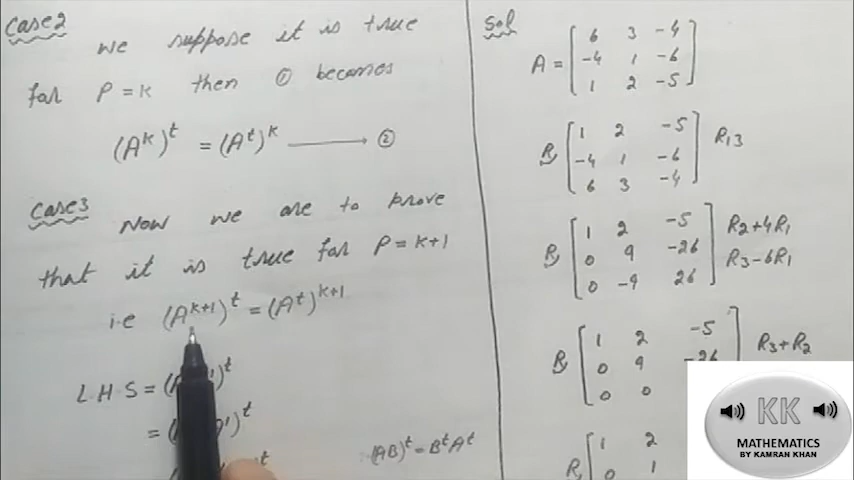 Case2
we suppose it is true
for P = k then ① becomes
(A^k)^t = (A^t)^k ———→ ②
Case3
Now we are to prove
that it is true for P = k+1
i.e (A^{k+1})^t = (A^t)^{k+1}
L.H.S = (A
=
(AB)^t = B^t A^t
Sol
A = [ 6 3 -4
-4 1 -6
1 2 -5 ]
R [ 1 2 -5
-4 1 -6
6 3 -4 ] R13
R [ 1 2 -5
0 9 -26
0 -9 26 ] R2+4R1
R3-6R1
R [ 1 2 -5
0 9 -26
0 0 ] R3+R2
R [ 1 2
0 1
KK
MATHEMATICS
BY KAMRAN KHAN